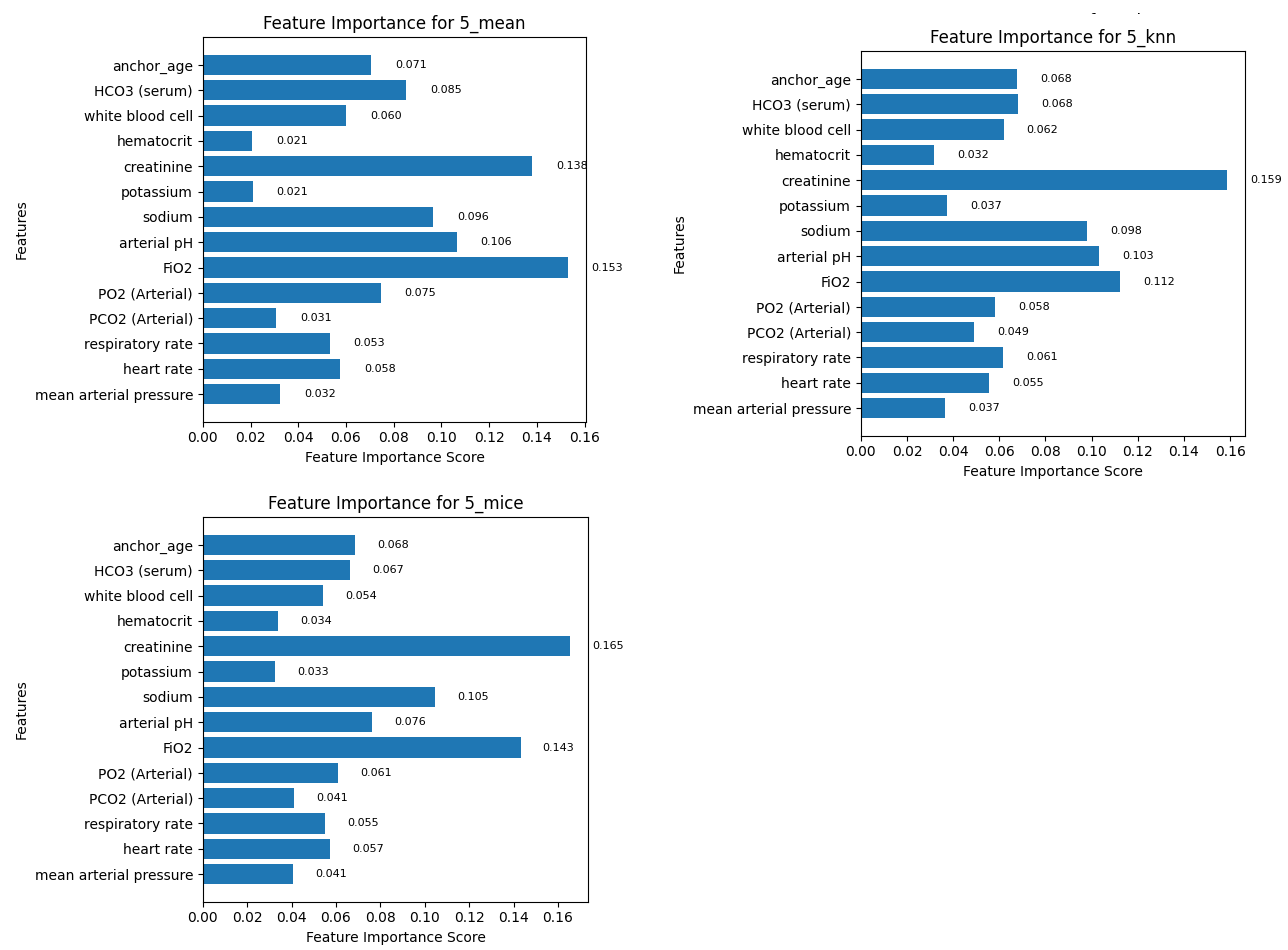 Feature Importance for 5_mean
anchor_age 0.071
HCO3 (serum) 0.085
white blood cell 0.060
hematocrit 0.021
creatinine 0.138
potassium 0.021
sodium 0.096
arterial pH 0.106
FiO2 0.153
PO2 (Arterial) 0.075
PCO2 (Arterial) 0.031
respiratory rate 0.053
heart rate 0.058
mean arterial pressure 0.032
Features
0.00 0.02 0.04 0.06 0.08 0.10 0.12 0.14 0.16
Feature Importance Score
Feature Importance for 5_knn
anchor_age 0.068
HCO3 (serum) 0.068
white blood cell 0.062
hematocrit 0.032
creatinine 0.159
potassium 0.037
sodium 0.098
arterial pH 0.103
FiO2 0.112
PO2 (Arterial) 0.058
PCO2 (Arterial) 0.049
respiratory rate 0.061
heart rate 0.055
mean arterial pressure 0.037
Features
0.00 0.02 0.04 0.06 0.08 0.10 0.12 0.14 0.16
Feature Importance Score
Feature Importance for 5_mice
anchor_age 0.068
HCO3 (serum) 0.067
white blood cell 0.054
hematocrit 0.034
creatinine 0.165
potassium 0.033
sodium 0.105
arterial pH 0.076
FiO2 0.143
PO2 (Arterial) 0.061
PCO2 (Arterial) 0.041
respiratory rate 0.055
heart rate 0.057
mean arterial pressure 0.041
Features
0.00 0.02 0.04 0.06 0.08 0.10 0.12 0.14 0.16
Feature Importance Score